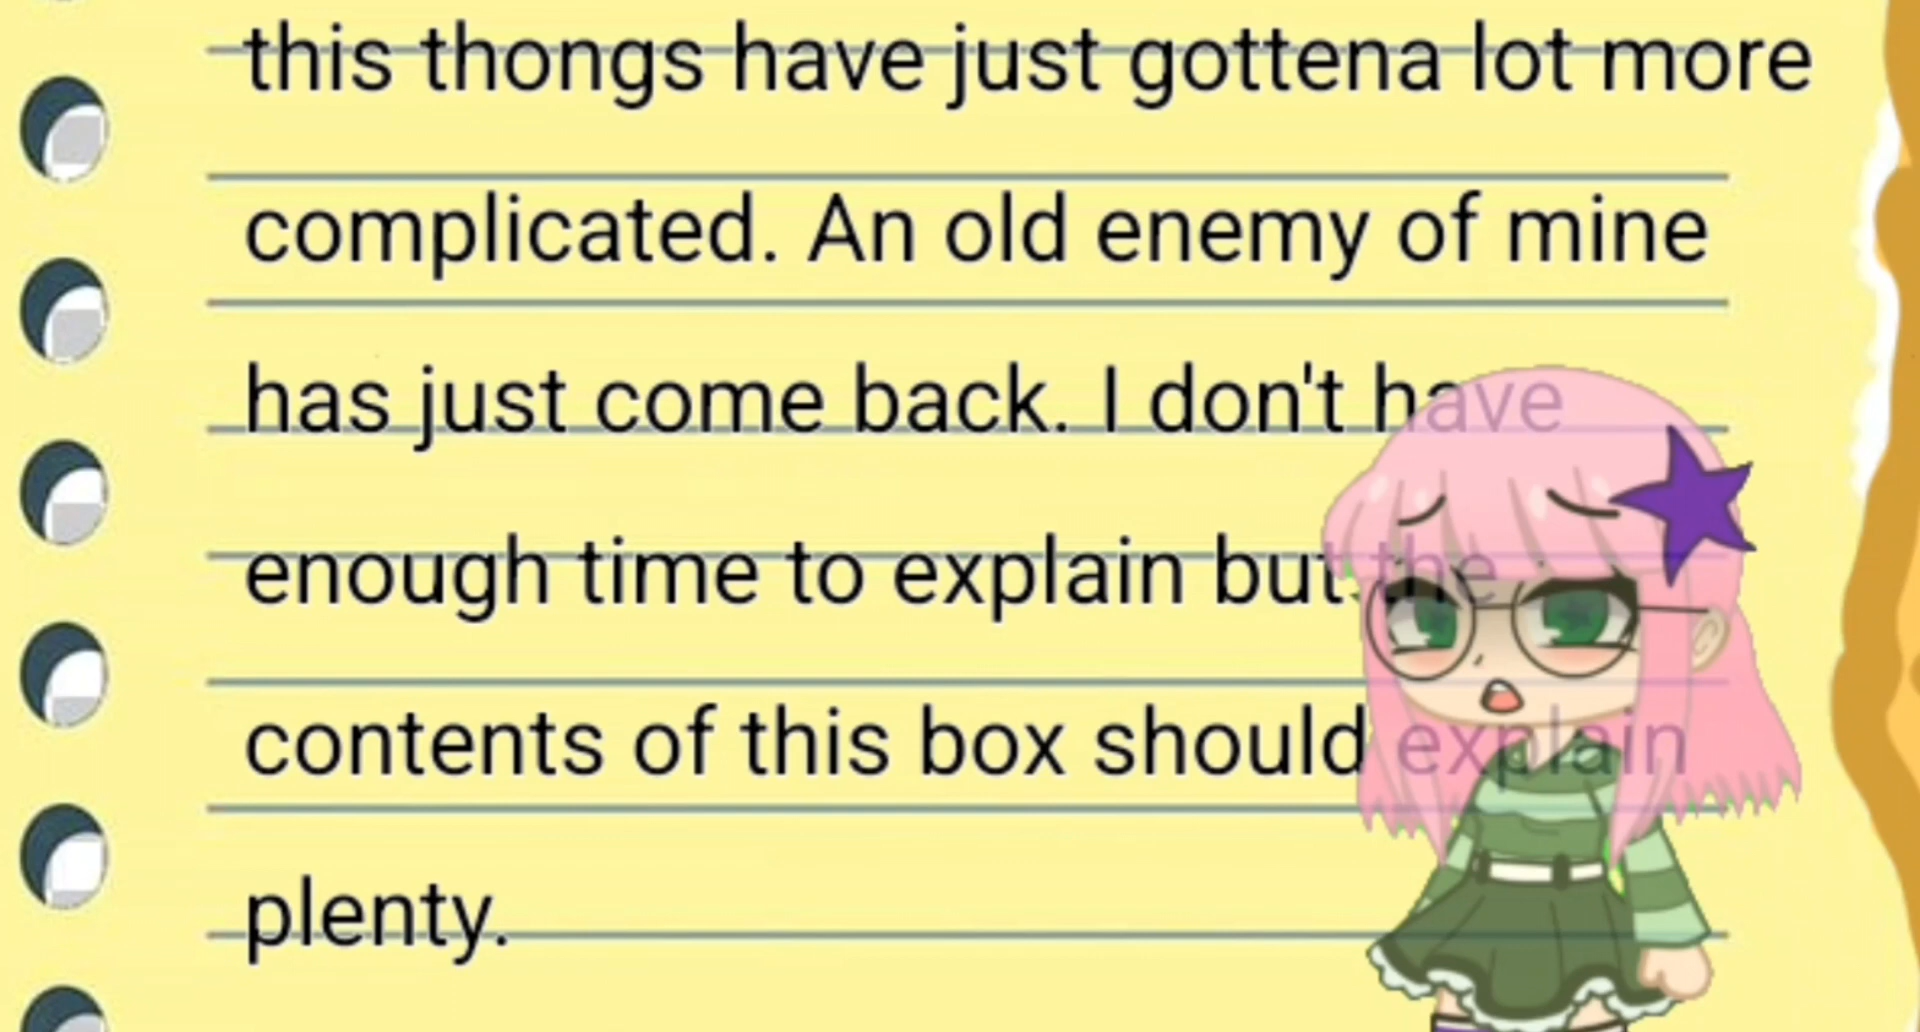 this thongs have just gottena lot more
complicated. An old enemy of mine
has just come back. I don't have
enough time to explain but the
contents of this box should explain
plenty.